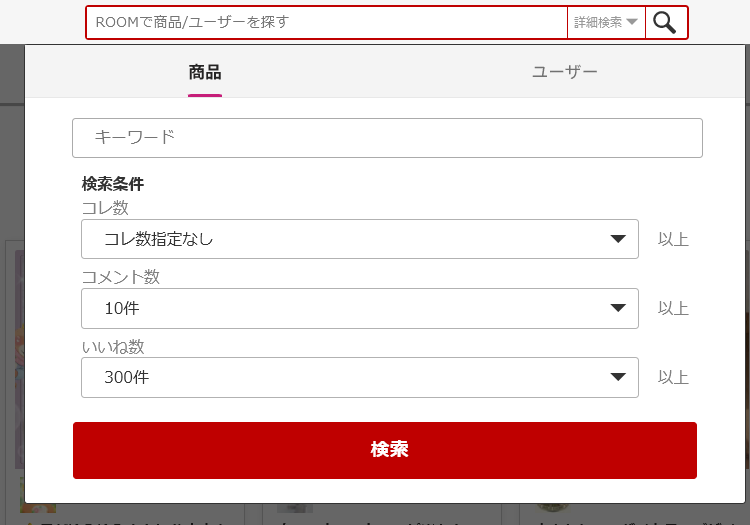 ROOMで商品/ユーザーを探す
詳細検索
商品
ユーザー
キーワード
検索条件
コレ数
コレ数指定なし
以上
コメント数
10件
以上
いいね数
300件
以上
検索